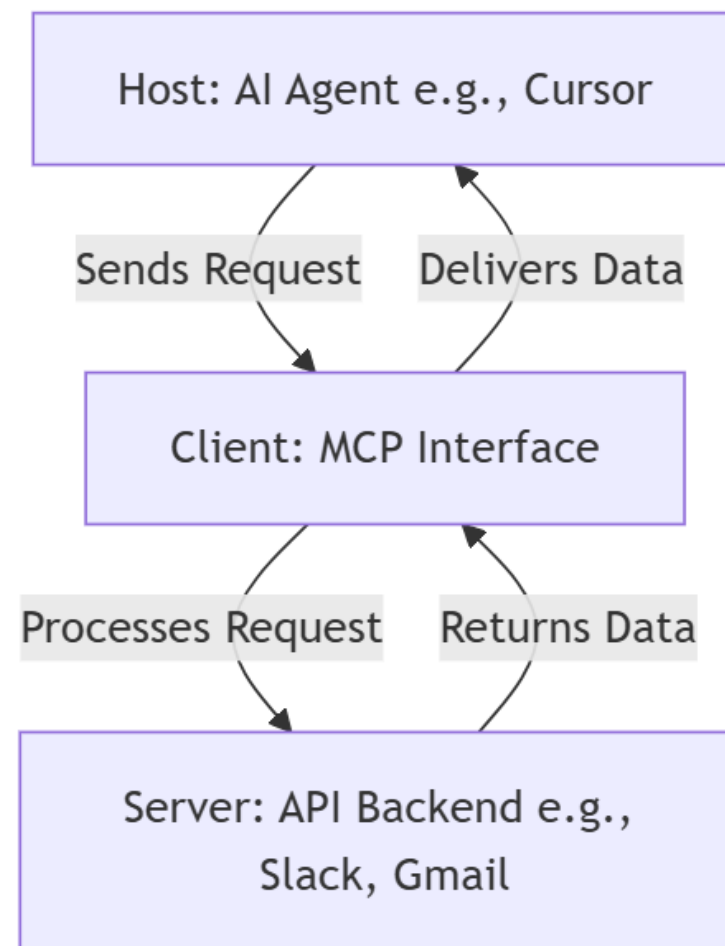 Host: AI Agent e.g., Cursor
Sends Request
Delivers Data
Client: MCP Interface
Processes Request
Returns Data
Server: API Backend e.g.,
Slack, Gmail